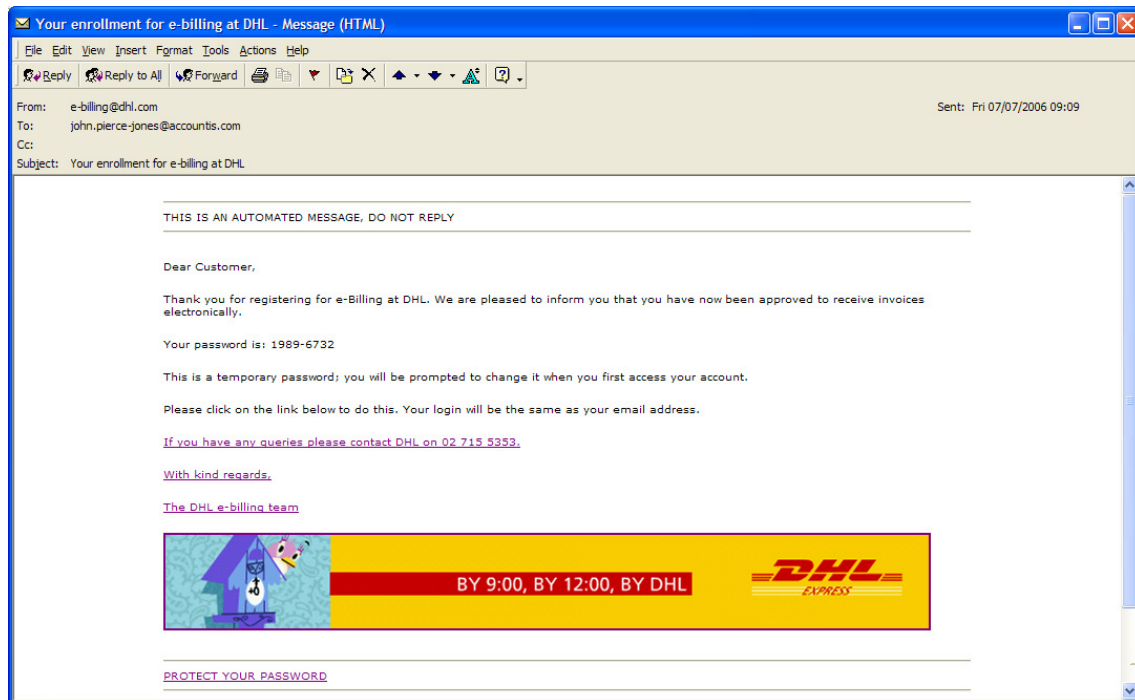 Your enrollment for e-billing at DHL - Message (HTML)
File Edit View Insert Format Tools Actions Help
Reply Reply to All Forward
From: e-billing@dhl.com Sent: Fri 07/07/2006 09:09
To: john.pierce-jones@accountis.com
Cc:
Subject: Your enrollment for e-billing at DHL
THIS IS AN AUTOMATED MESSAGE, DO NOT REPLY
Dear Customer,
Thank you for registering for e-Billing at DHL. We are pleased to inform you that you have now been approved to receive invoices
electronically.
Your password is: 1989-6732
This is a temporary password; you will be prompted to change it when you first access your account.
Please click on the link below to do this. Your login will be the same as your email address.
If you have any queries please contact DHL on 02 715 5353.
With kind regards,
The DHL e-billing team
BY 9:00, BY 12:00, BY DHL
DHL
EXPRESS
PROTECT YOUR PASSWORD